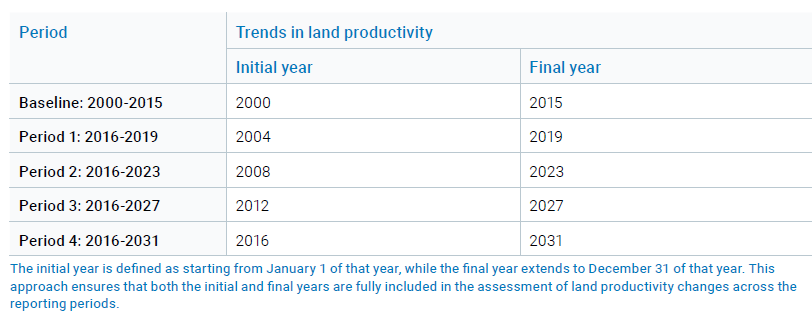 Period
Trends in land productivity
Initial year
Final year
Baseline: 2000-2015
2000
2015
Period 1: 2016-2019
2004
2019
Period 2: 2016-2023
2008
2023
Period 3: 2016-2027
2012
2027
Period 4: 2016-2031
2016
2031
The initial year is defined as starting from January 1 of that year, while the final year extends to December 31 of that year. This
approach ensures that both the initial and final years are fully included in the assessment of land productivity changes across the
reporting periods.